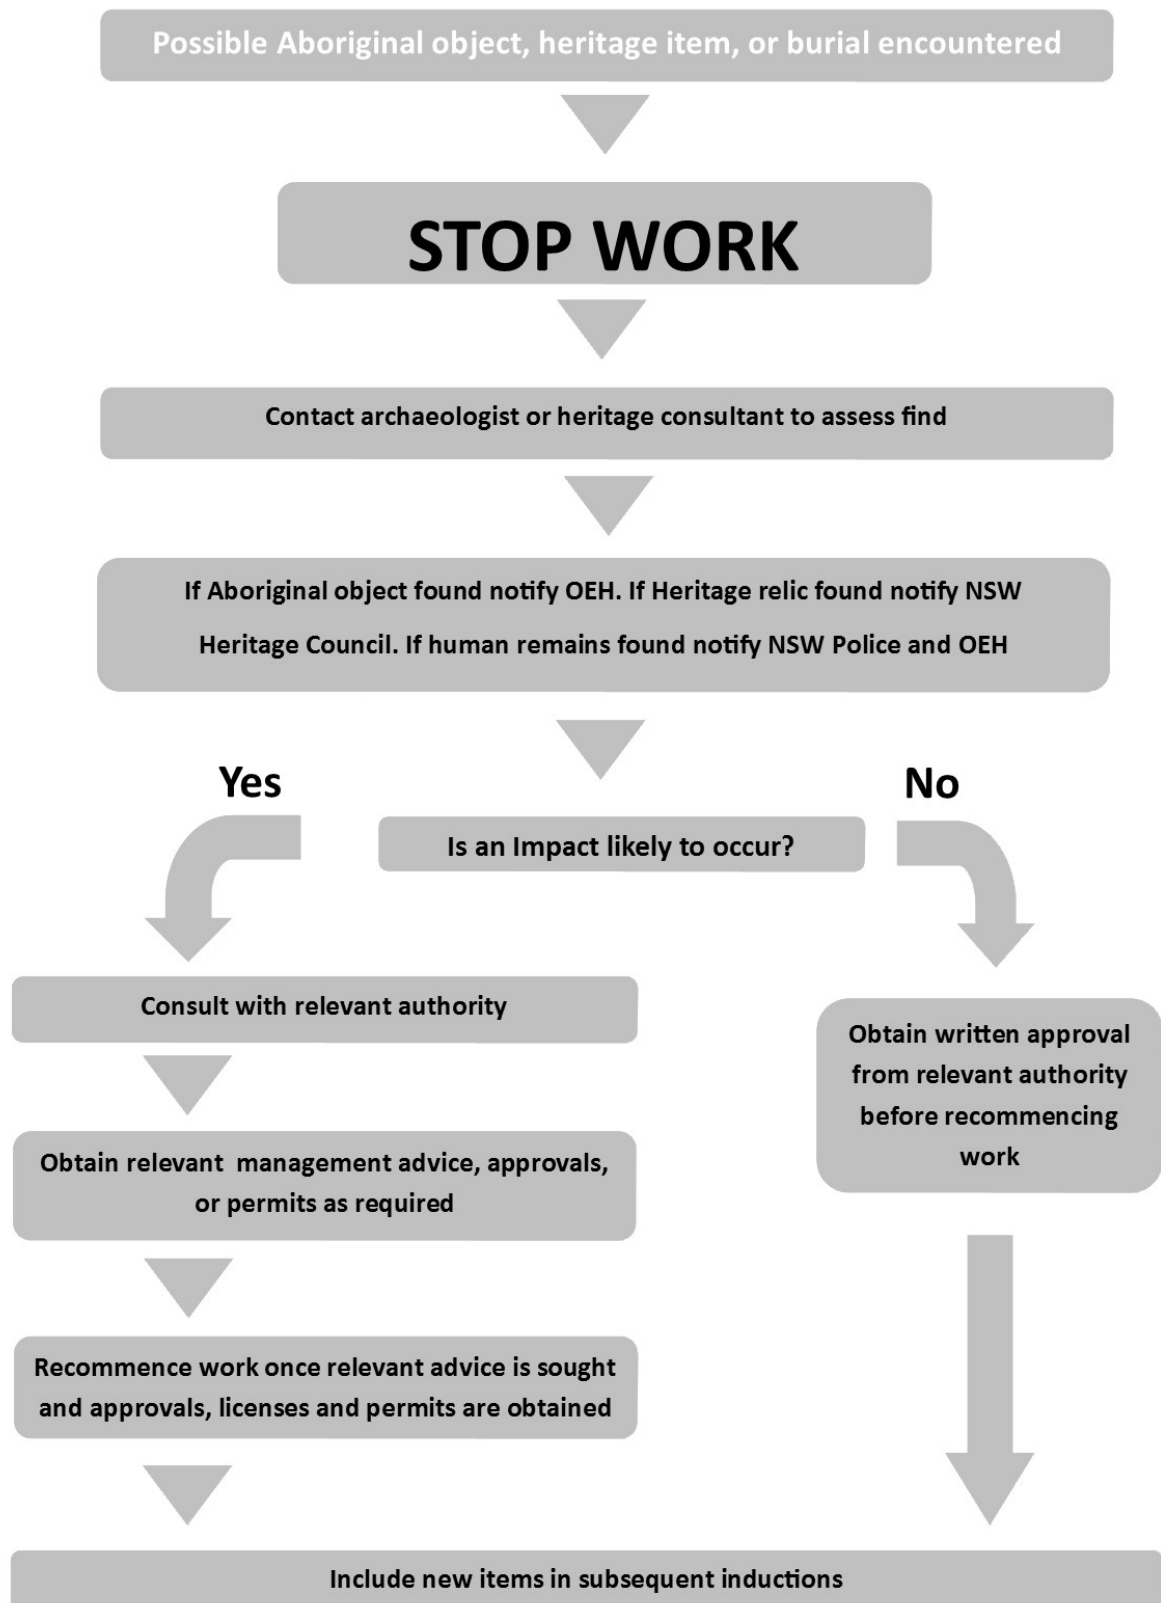 Possible Aboriginal object, heritage item, or burial encountered
STOP WORK
Contact archaeologist or heritage consultant to assess find
If Aboriginal object found notify OEH. If Heritage relic found notify NSW
Heritage Council. If human remains found notify NSW Police and OEH
Yes
No
Is an Impact likely to occur?
Consult with relevant authority
Obtain relevant management advice, approvals,
or permits as required
Recommence work once relevant advice is sought
and approvals, licenses and permits are obtained
Obtain written approval
from relevant authority
before recommencing
work
Include new items in subsequent inductions